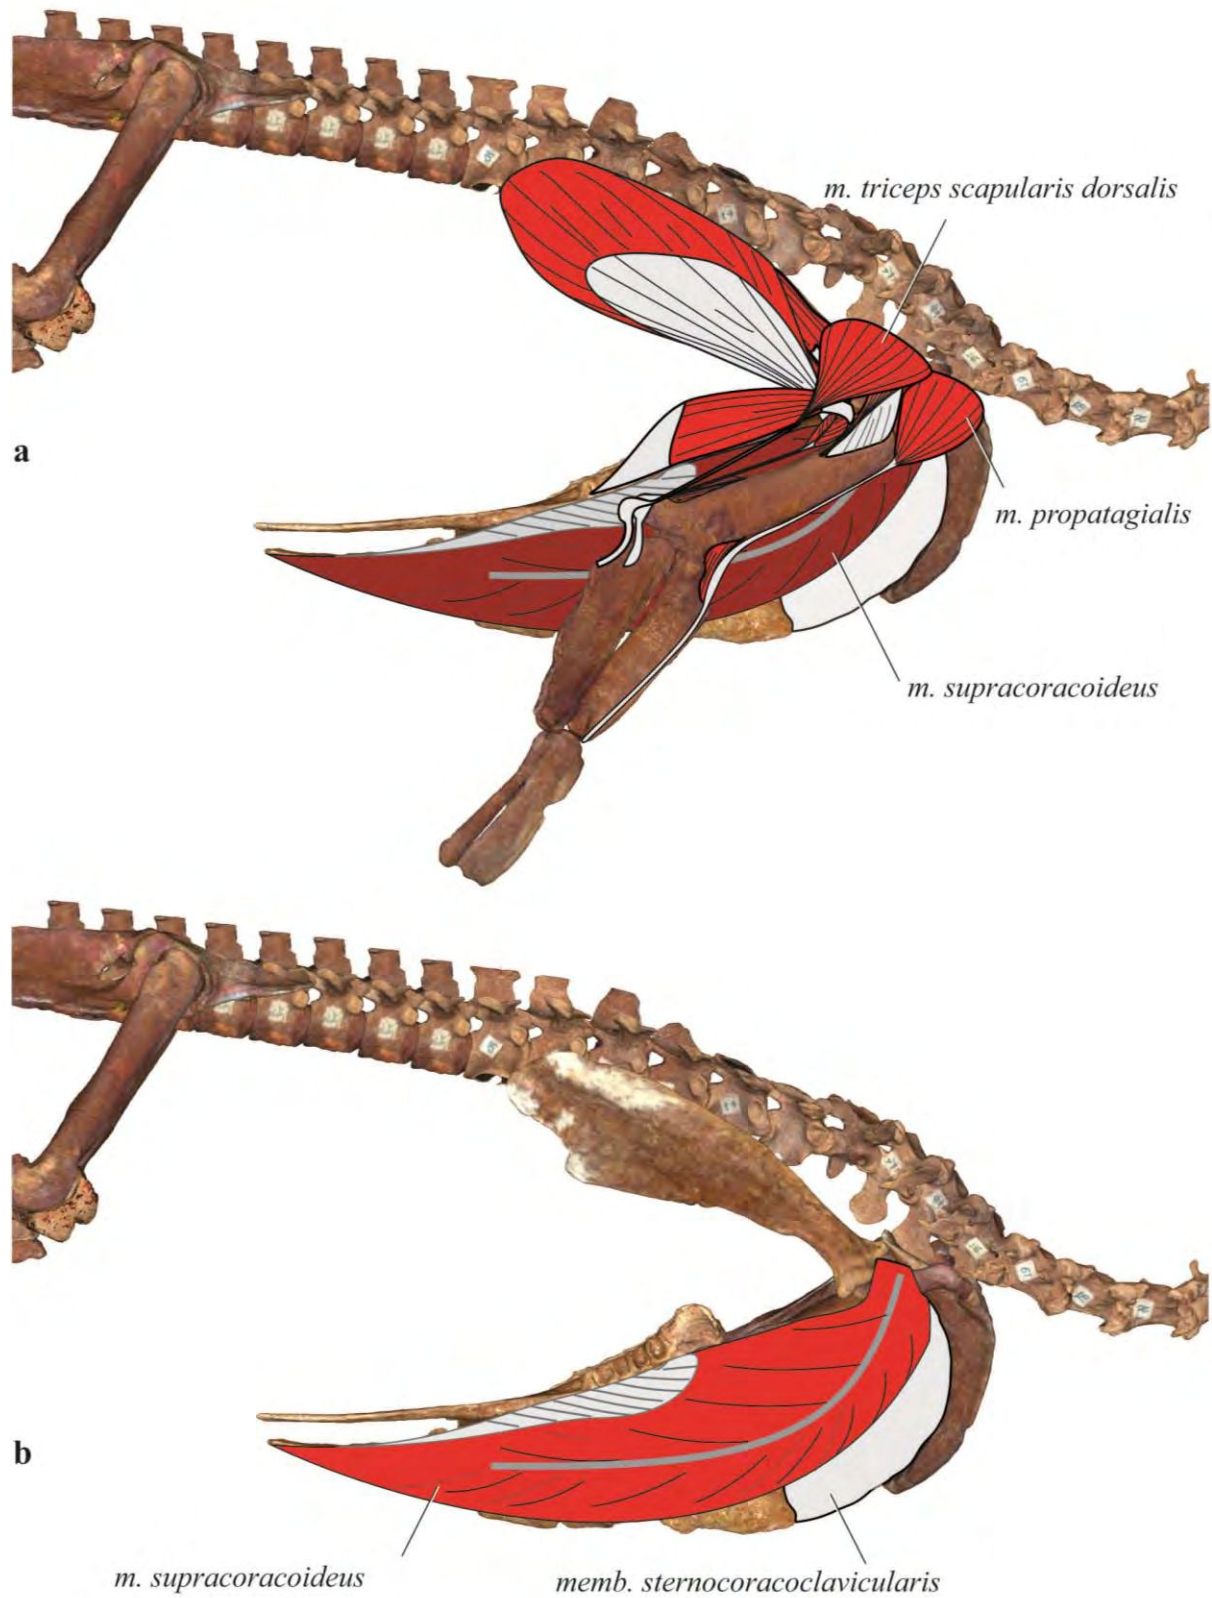 m. triceps scapularis dorsalis
a
m. propatagialis
m. supracoracoideus
b
m. supracoracoideus
memb. sternocoracoclavicularis